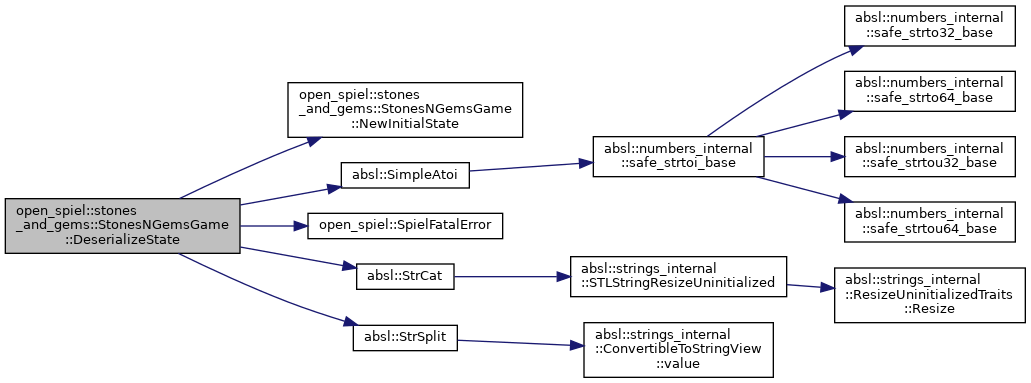 open_spiel::stones
_and_gems::StonesNGemsGame
::DeserializeState
open_spiel::stones
_and_gems::StonesNGemsGame
::NewInitialState
absl::SimpleAtoi
open_spiel::SpielFatalError
absl::StrCat
absl::StrSplit
absl::numbers_internal
::safe_strtoi_base
absl::strings_internal
::STLStringResizeUninitialized
absl::strings_internal
::ConvertibleToStringView
::value
absl::numbers_internal
::safe_strto32_base
absl::numbers_internal
::safe_strto64_base
absl::numbers_internal
::safe_strtou32_base
absl::numbers_internal
::safe_strtou64_base
absl::strings_internal
::ResizeUninitializedTraits
::Resize